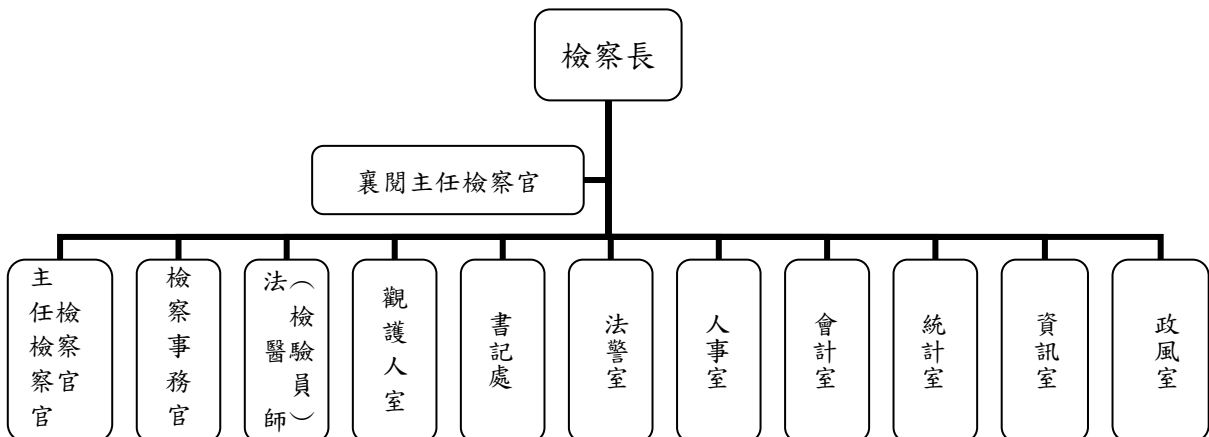 檢察長
襄閱主任檢察官
主任檢察官
檢察官
檢察事務官
法醫師
（檢驗員）
觀護人室
書記處
法警室
人事室
會計室
統計室
資訊室
政風室